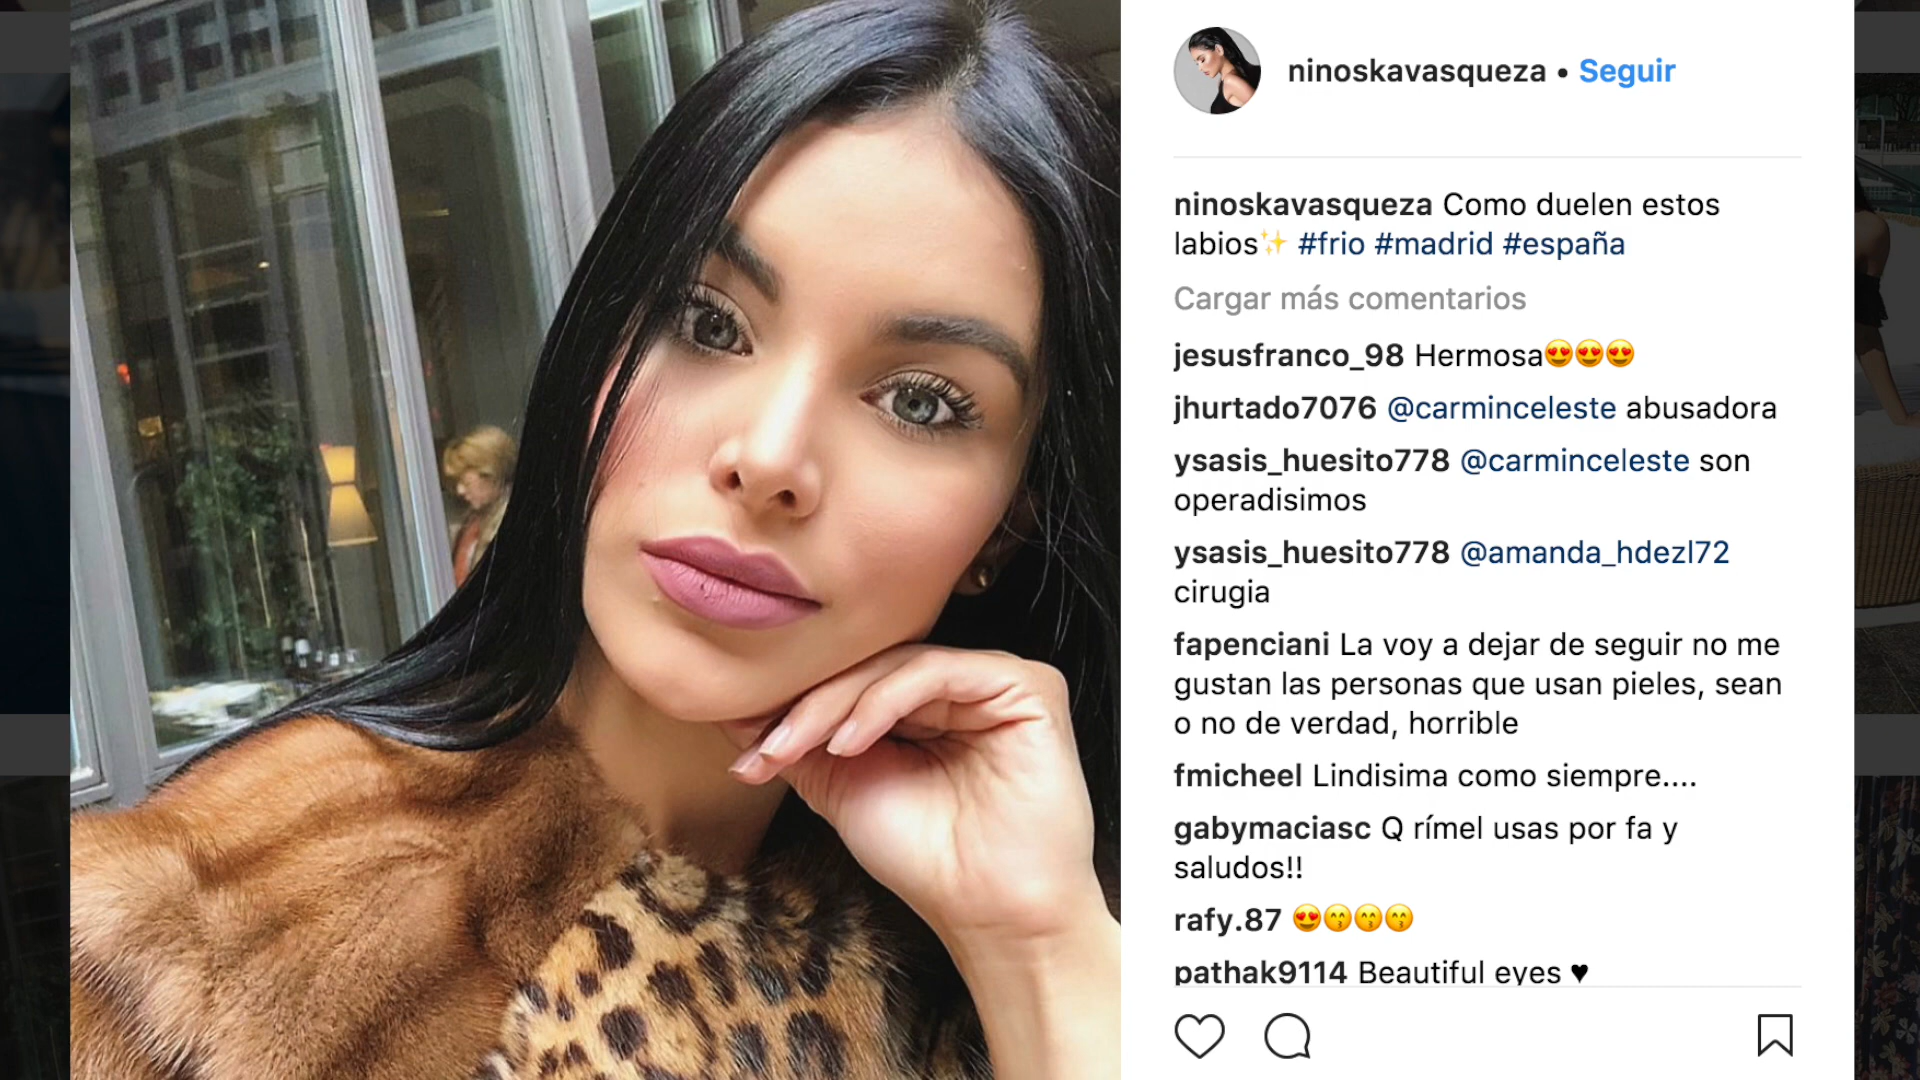 ninoskavasqueza • Seguir
ninoskavasqueza Como duelen estos
labios✨ #frio #madrid #españa
Cargar más comentarios
jesusfranco_98 Hermosa😍😍😍
jhurtado7076 @carminceleste abusadora
ysasis_huesito778 @carminceleste son
operadisimos
ysasis_huesito778 @amanda_hdezl72
cirugia
fapenciani La voy a dejar de seguir no me
gustan las personas que usan pieles, sean
o no de verdad, horrible
fmicheel Lindisima como siempre....
gabymaciasc Q rímel usas por fa y
saludos!!
rafy.87 😍😙😙😙
pathak9114 Beautiful eyes ♥